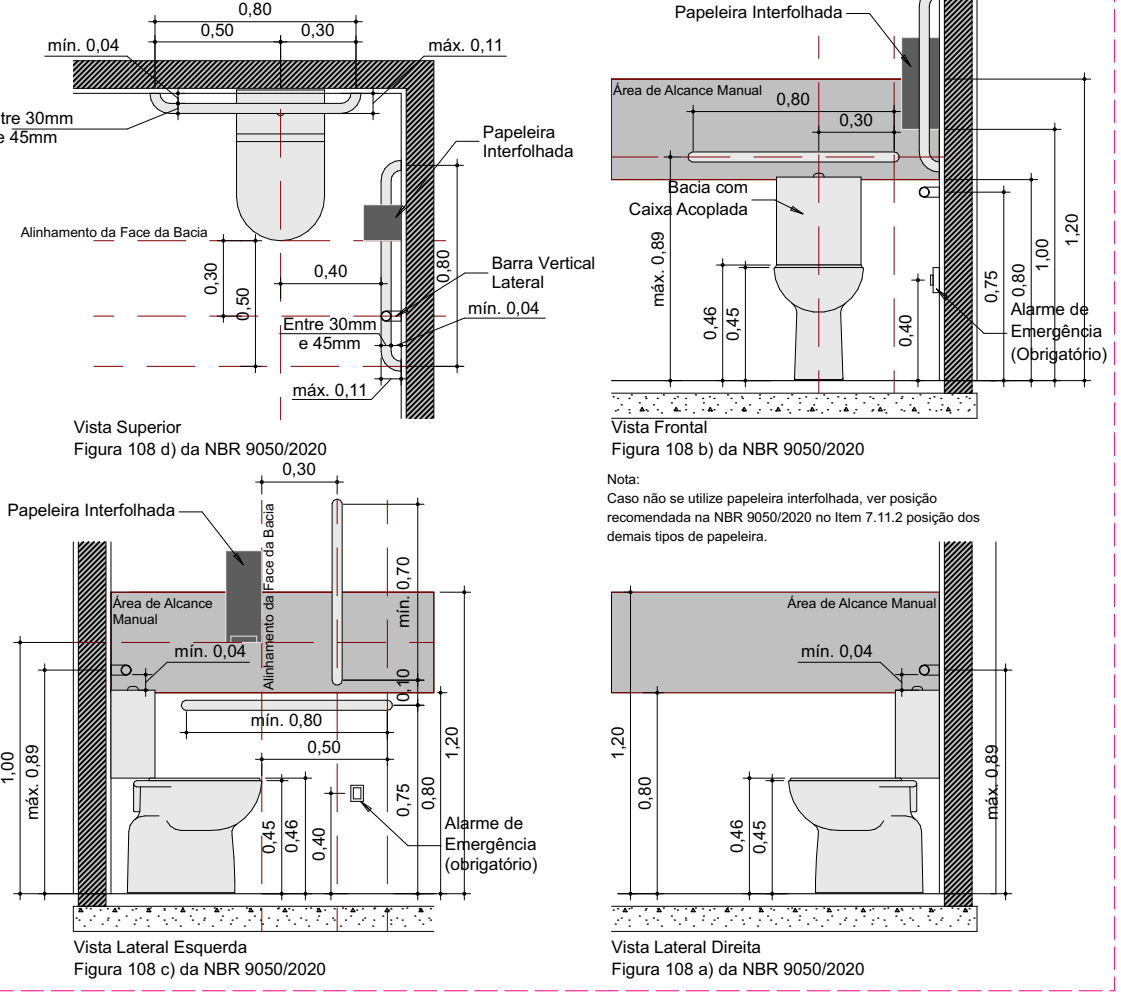 0,80
0,50
0,30
mín. 0,04
máx. 0,11
tre 30mm
e 45mm
Papeleira
Interfolhada
Alinhamento da Face da Bacia
0,30
0,50
0,40
0,80
Barra Vertical
Lateral
Entre 30mm
e 45mm
mín. 0,04
máx. 0,11
Vista Superior
Figura 108 d) da NBR 9050/2020
Papeleira Interfolhada
Área de Alcance Manual
0,80
0,30
Bacia com
Caixa Acoplada
máx. 0,89
0,46
0,45
0,40
0,75
0,80
1,00
1,20
Alarme de
Emergência
(Obrigatório)
Vista Frontal
Figura 108 b) da NBR 9050/2020
Nota:
Caso não se utilize papeleira interfolhada, ver posição
recomendada na NBR 9050/2020 no Item 7.11.2 posição dos
demais tipos de papeleira.
0,30
Papeleira Interfolhada
Alinhamento da Face da Bacia
Área de Alcance
Manual
mín. 0,70
mín. 0,04
0,10
mín. 0,80
0,50
1,00
máx. 0,89
0,45
0,46
0,40
0,75
0,80
1,20
Alarme de
Emergência
(obrigatório)
Vista Lateral Esquerda
Figura 108 c) da NBR 9050/2020
Área de Alcance Manual
mín. 0,04
1,20
0,80
0,46
0,45
máx. 0,89
Vista Lateral Direita
Figura 108 a) da NBR 9050/2020